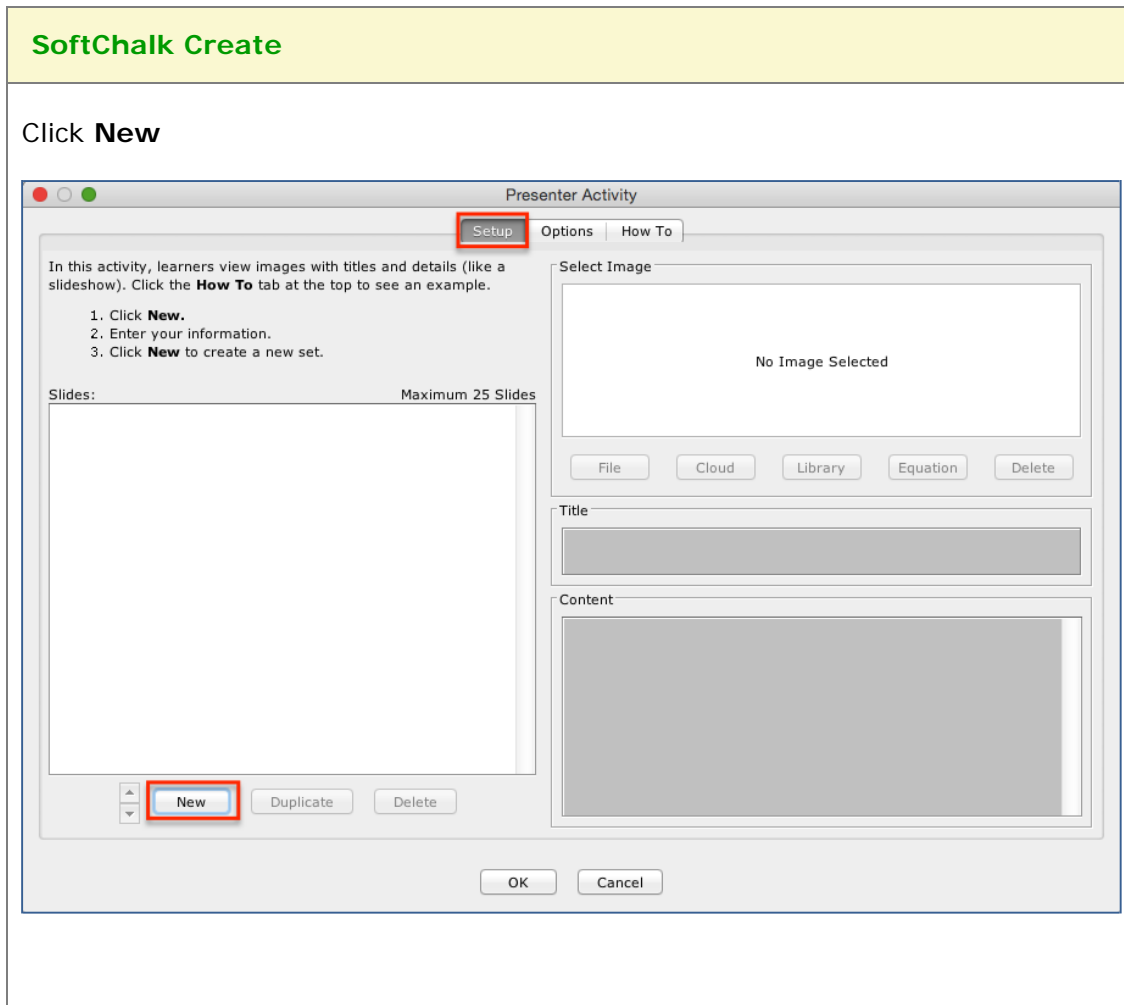 SoftChalk Create
Click New
Presenter Activity
Setup Options How To
In this activity, learners view images with titles and details (like a
slideshow). Click the How To tab at the top to see an example.
1. Click New.
2. Enter your information.
3. Click New to create a new set.
Slides: Maximum 25 Slides
New Duplicate Delete
Select Image
No Image Selected
File Cloud Library Equation Delete
Title
Content
OK Cancel